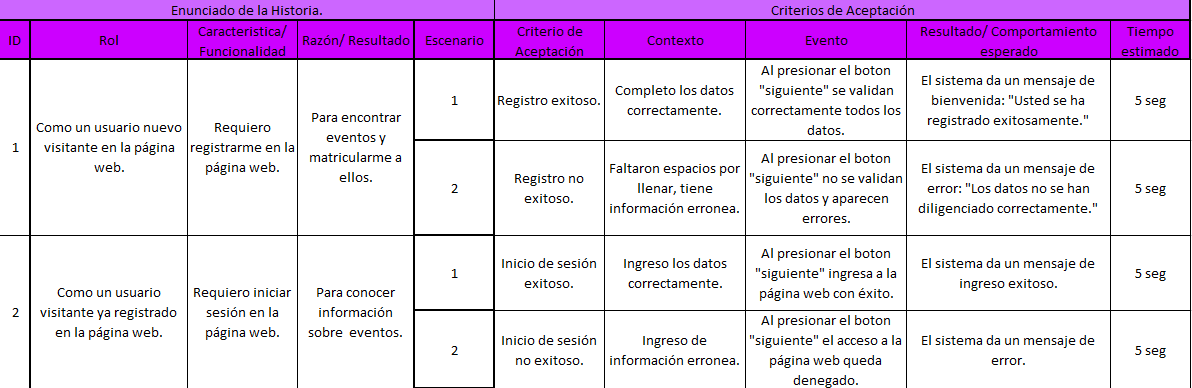 Enunciado de la Historia.
Criterios de Aceptación
ID
Rol
Característica/
Funcionalidad
Razón/ Resultado
Escenario
Criterio de
Aceptación
Contexto
Evento
Resultado/ Comportamiento
esperado
Tiempo
estimado
1
Como un usuario nuevo
visitante en la página
web.
Requiero
registrarme en la
página web.
Para encontrar
eventos y
matricularme a
ellos.
1
Registro exitoso.
Completo los datos
correctamente.
Al presionar el boton
"siguiente" se validan
correctamente todos los
datos.
El sistema da un mensaje de
bienvenida: "Usted se ha
registrado exitosamente."
5 seg
2
Registro no
exitoso.
Faltaron espacios por
llenar, tiene
información erronea.
Al presionar el boton
"siguiente" no se validan
los datos y aparecen
errores.
El sistema da un mensaje de
error: "Los datos no se han
diligenciado correctamente."
5 seg
2
Como un usuario
visitante ya registrado
en la página web.
Requiero iniciar
sesión en la
página web.
Para conocer
información
sobre  eventos.
1
Inicio de sesión
exitoso.
Ingreso los datos
correctamente.
Al presionar el boton
"siguiente" ingresa a la
página web con éxito.
El sistema da un mensaje de
ingreso exitoso.
5 seg
2
Inicio de sesión
no exitoso.
Ingreso de
información erronea.
Al presionar el boton
"siguiente" el acceso a la
página web queda
denegado.
El sistema da un mensaje de
error.
5 seg